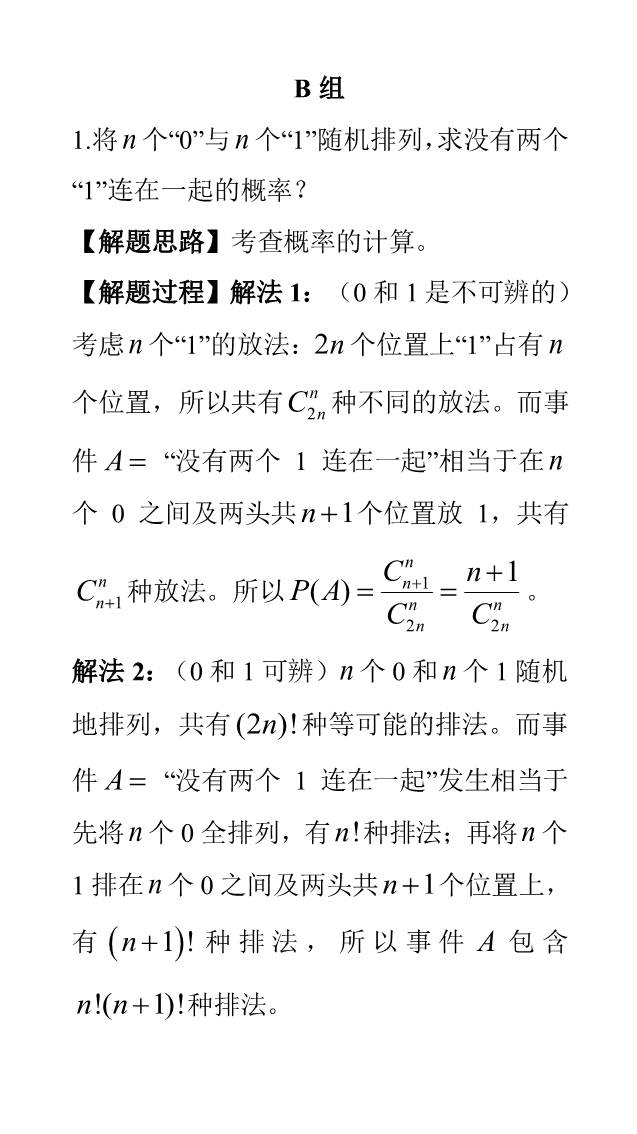 B 组
1.将 n 个“0”与 n 个“1”随机排列，求没有两个
“1”连在一起的概率？
【解题思路】考查概率的计算。
【解题过程】解法 1：（0 和 1 是不可辨的）
考虑 n 个“1”的放法：2n 个位置上“1”占有 n
个位置，所以共有 C_{2n}^{n} 种不同的放法。而事
件 A = “没有两个 1 连在一起”相当于在 n
个 0 之间及两头共 n+1 个位置放 1，共有
C_{n+1}^{n} 种放法。所以 P(A) = \frac{C_{n+1}^{n}}{C_{2n}^{n}} = \frac{n+1}{C_{2n}^{n}}。
解法 2：（0 和 1 可辨）n 个 0 和 n 个 1 随机
地排列，共有 (2n)! 种等可能的排法。而事
件 A = “没有两个 1 连在一起”发生相当于
先将 n 个 0 全排列，有 n! 种排法；再将 n 个
1 排在 n 个 0 之间及两头共 n+1 个位置上，
有 (n+1)! 种排法，所以事件 A 包含
n!(n+1)! 种排法。